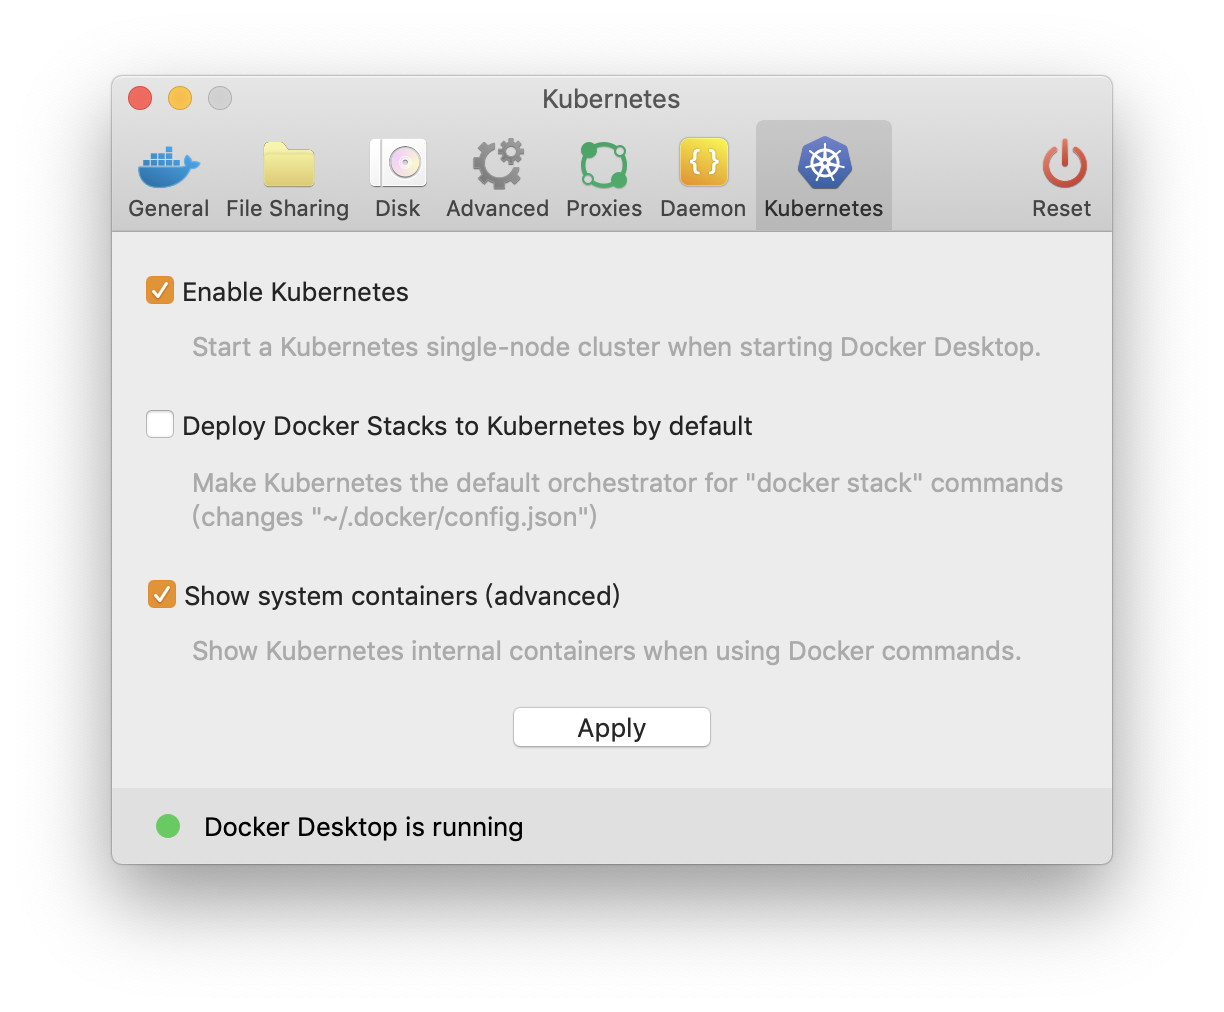 Kubernetes
General File Sharing Disk Advanced Proxies Daemon Kubernetes Reset
Enable Kubernetes
Start a Kubernetes single-node cluster when starting Docker Desktop.
Deploy Docker Stacks to Kubernetes by default
Make Kubernetes the default orchestrator for "docker stack" commands
(changes "~/.docker/config.json")
Show system containers (advanced)
Show Kubernetes internal containers when using Docker commands.
Apply
Docker Desktop is running